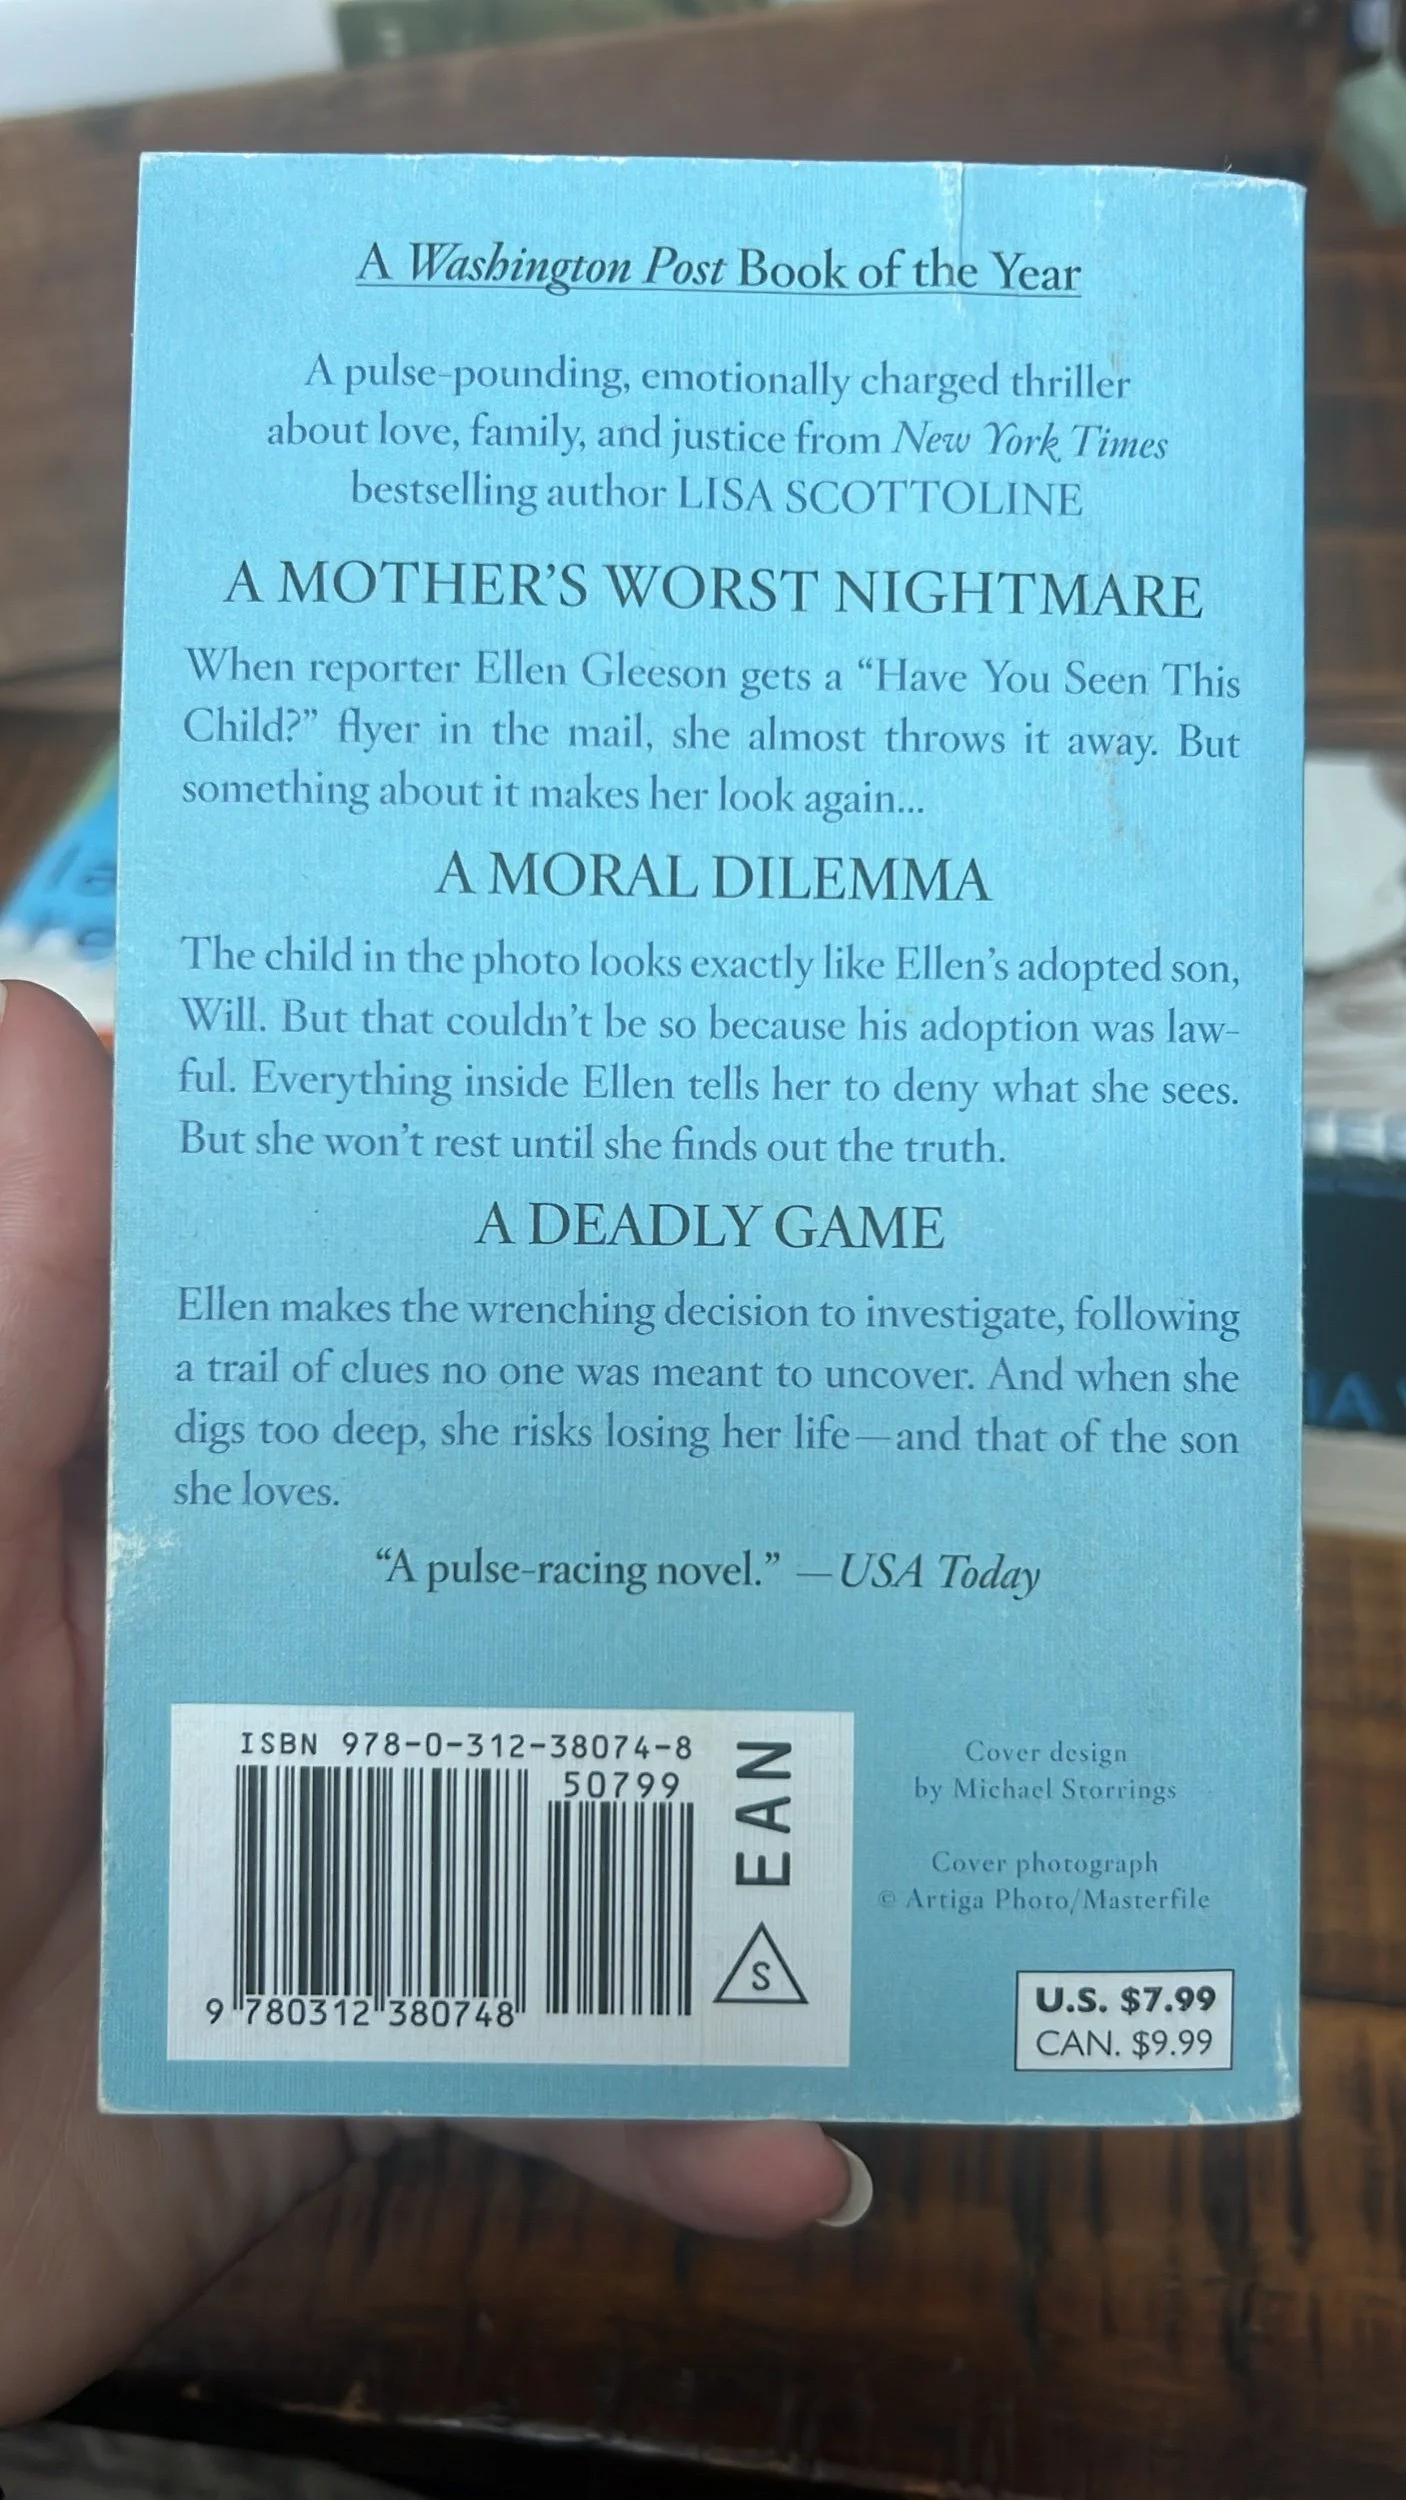 A Washington Post Book of the Year
A pulse-pounding, emotionally charged thriller
about love, family, and justice from New York Times
bestselling author LISA SCOTTOLINE
A MOTHER’S WORST NIGHTMARE
When reporter Ellen Gleeson gets a “Have You Seen This
Child?” flyer in the mail, she almost throws it away. But
something about it makes her look again...
A MORAL DILEMMA
The child in the photo looks exactly like Ellen’s adopted son,
Will. But that couldn’t be so because his adoption was law-
ful. Everything inside Ellen tells her to deny what she sees.
But she won’t rest until she finds out the truth.
A DEADLY GAME
Ellen makes the wrenching decision to investigate, following
a trail of clues no one was meant to uncover. And when she
digs too deep, she risks losing her life—and that of the son
she loves.
“A pulse-racing novel.” —USA Today
ISBN 978-0-312-38074-8
50799
EAN
S
9 780312 380748
Cover design
by Michael Storrings
Cover photograph
© Artiga Photo/Masterfile
U.S. $7.99
CAN. $9.99